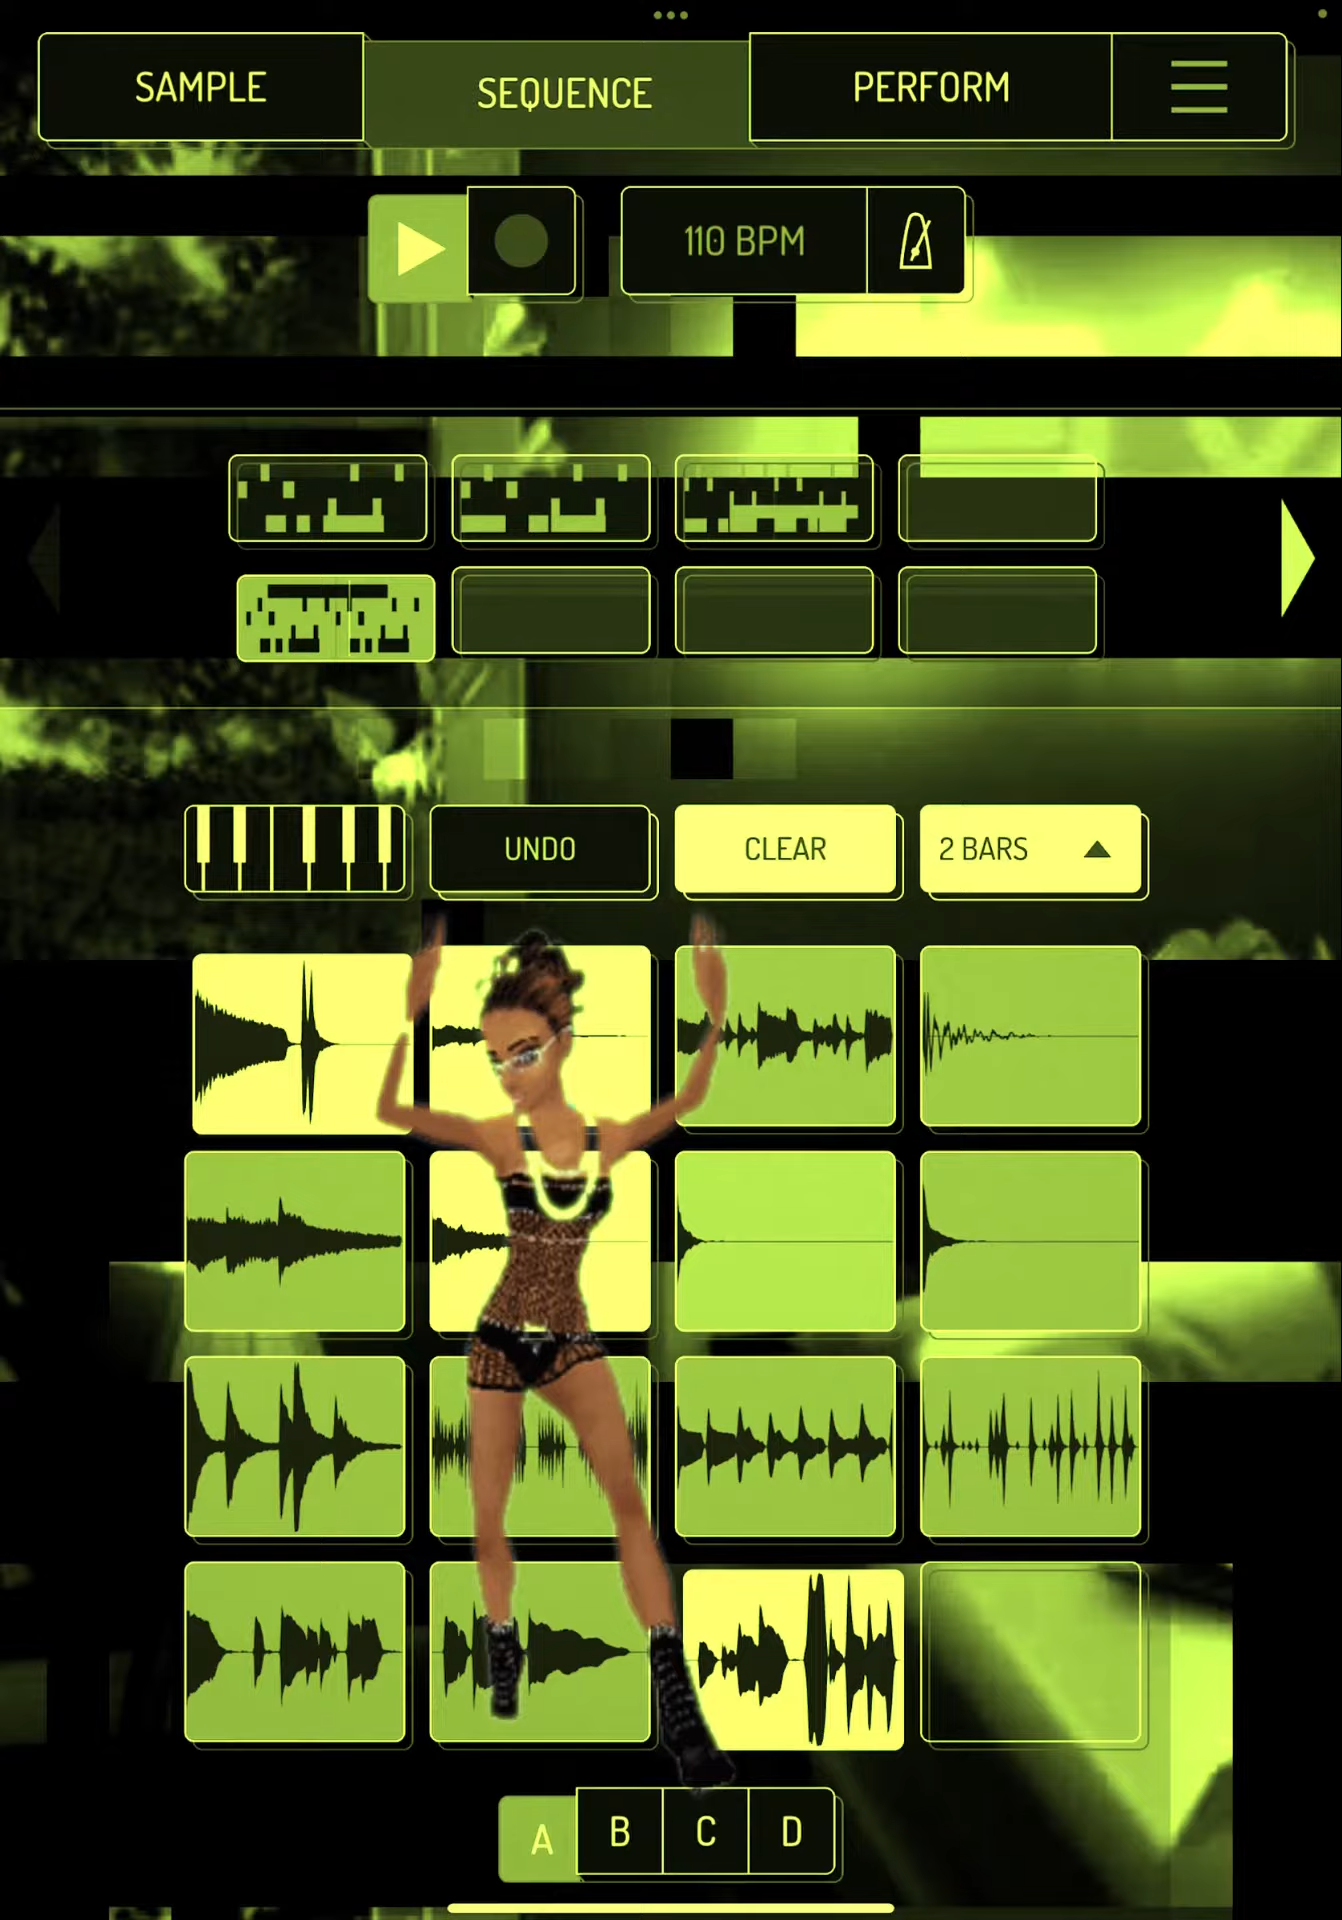 SAMPLE
SEQUENCE
PERFORM
110 BPM
UNDO
CLEAR
2 BARS
A
B
C
D